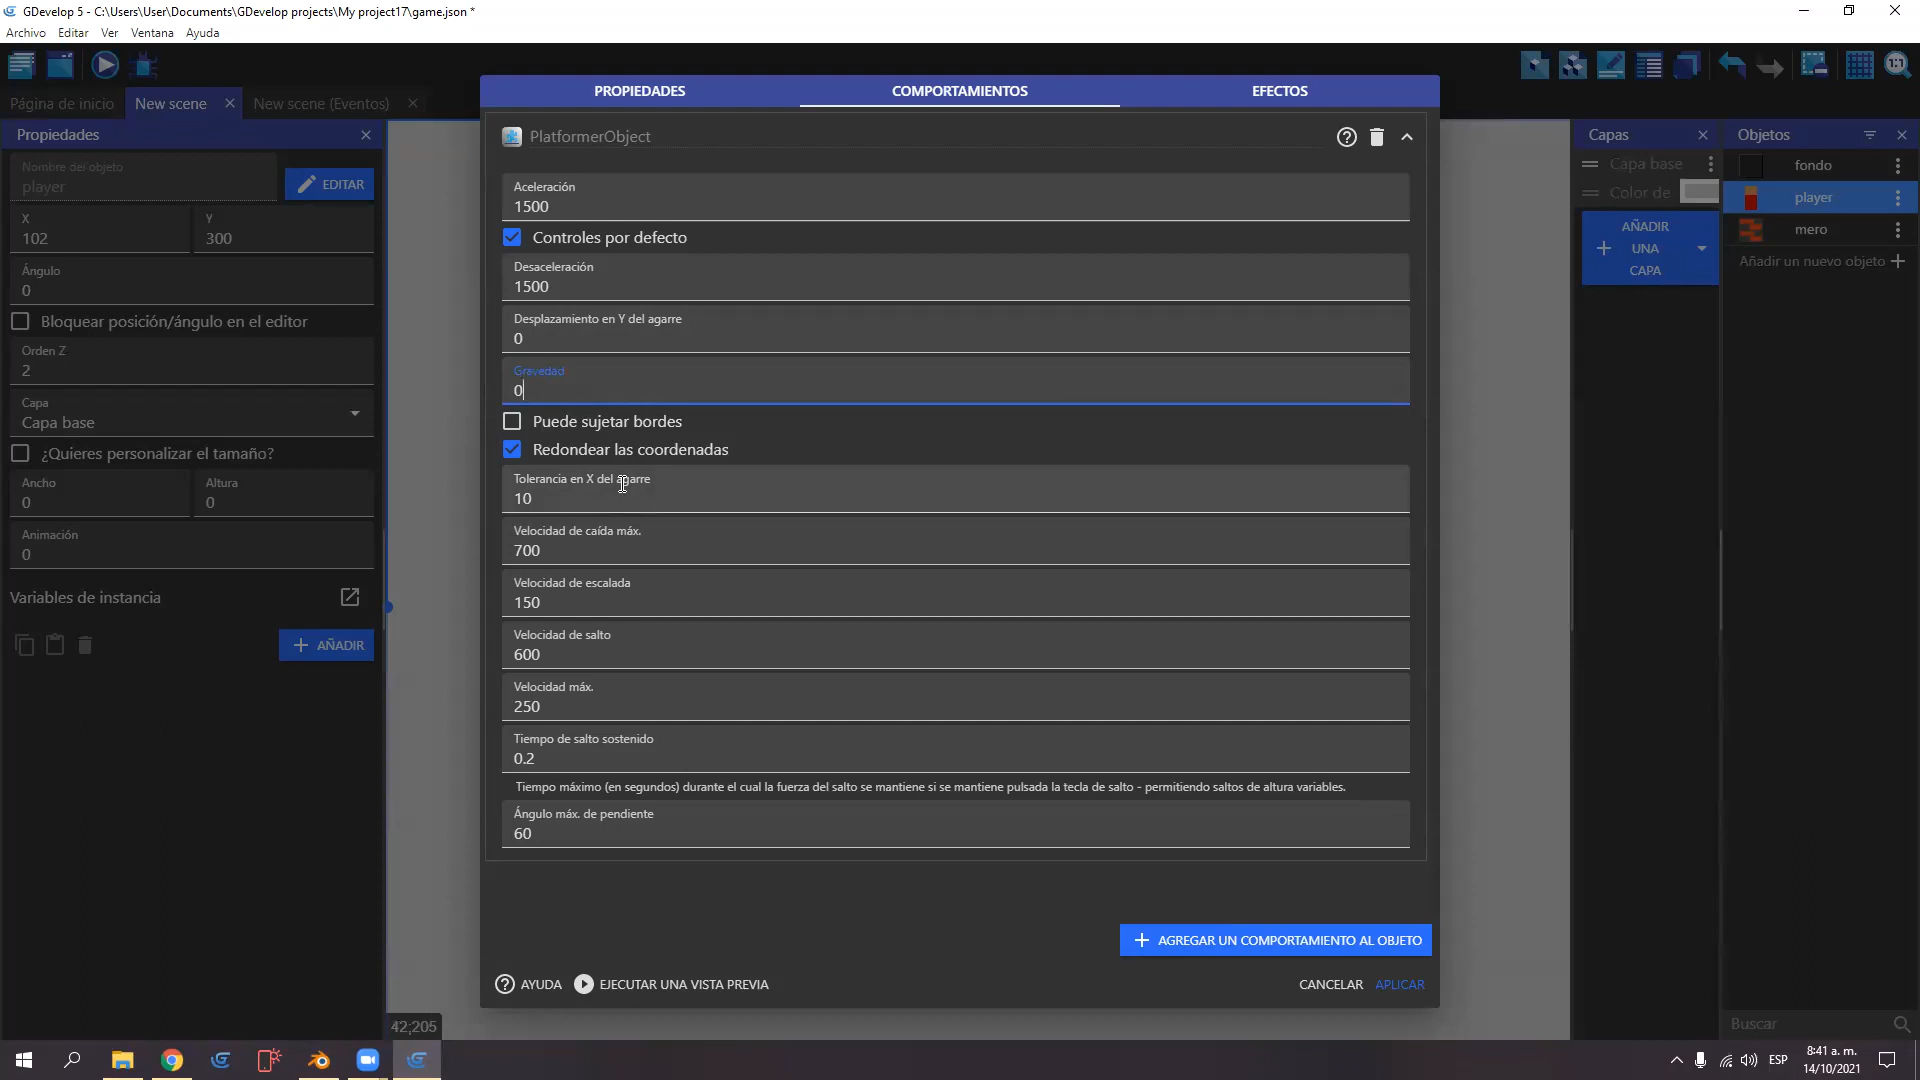 GDevelop 5 - C:\Users\User\Documents\GDevelop projects\My project17\game.json *
Archivo Editar Ver Ventana Ayuda
Página de inicio New scene New scene (Eventos)
PROPIEDADES COMPORTAMIENTOS EFECTOS
Propiedades
Nombre del objeto
player
EDITAR
X Y
102 300
Ángulo
0
Bloquear posición/ángulo en el editor
Orden Z
2
Capa
Capa base
¿Quieres personalizar el tamaño?
Ancho Altura
0 0
Animación
0
Variables de instancia
AÑADIR
PlatformerObject
Aceleración
1500
Controles por defecto
Desaceleración
1500
Desplazamiento en Y del agarre
0
Gravedad
0
Puede sujetar bordes
Redondear las coordenadas
Tolerancia en X del agarre
10
Velocidad de caída máx.
700
Velocidad de escalada
150
Velocidad de salto
600
Velocidad máx.
250
Tiempo de salto sostenido
0.2
Tiempo máximo (en segundos) durante el cual la fuerza del salto se mantiene si se mantiene pulsada la tecla de salto - permitiendo saltos de altura variables.
Ángulo máx. de pendiente
60
AGREGAR UN COMPORTAMIENTO AL OBJETO
AYUDA EJECUTAR UNA VISTA PREVIA
CANCELAR APLICAR
42;205
Capas
Capa base
Color de
AÑADIR
UNA
CAPA
Objetos
fondo
player
mero
Añadir un nuevo objeto
Buscar
1:1
ESP
8:41 a. m.
14/10/2021